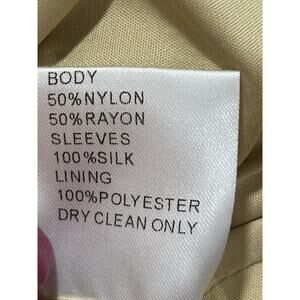 BODY
50%NYLON
50%RAYON
SLEEVES
100%SILK
LINING
100%POLYESTER
DRY CLEAN ONLY